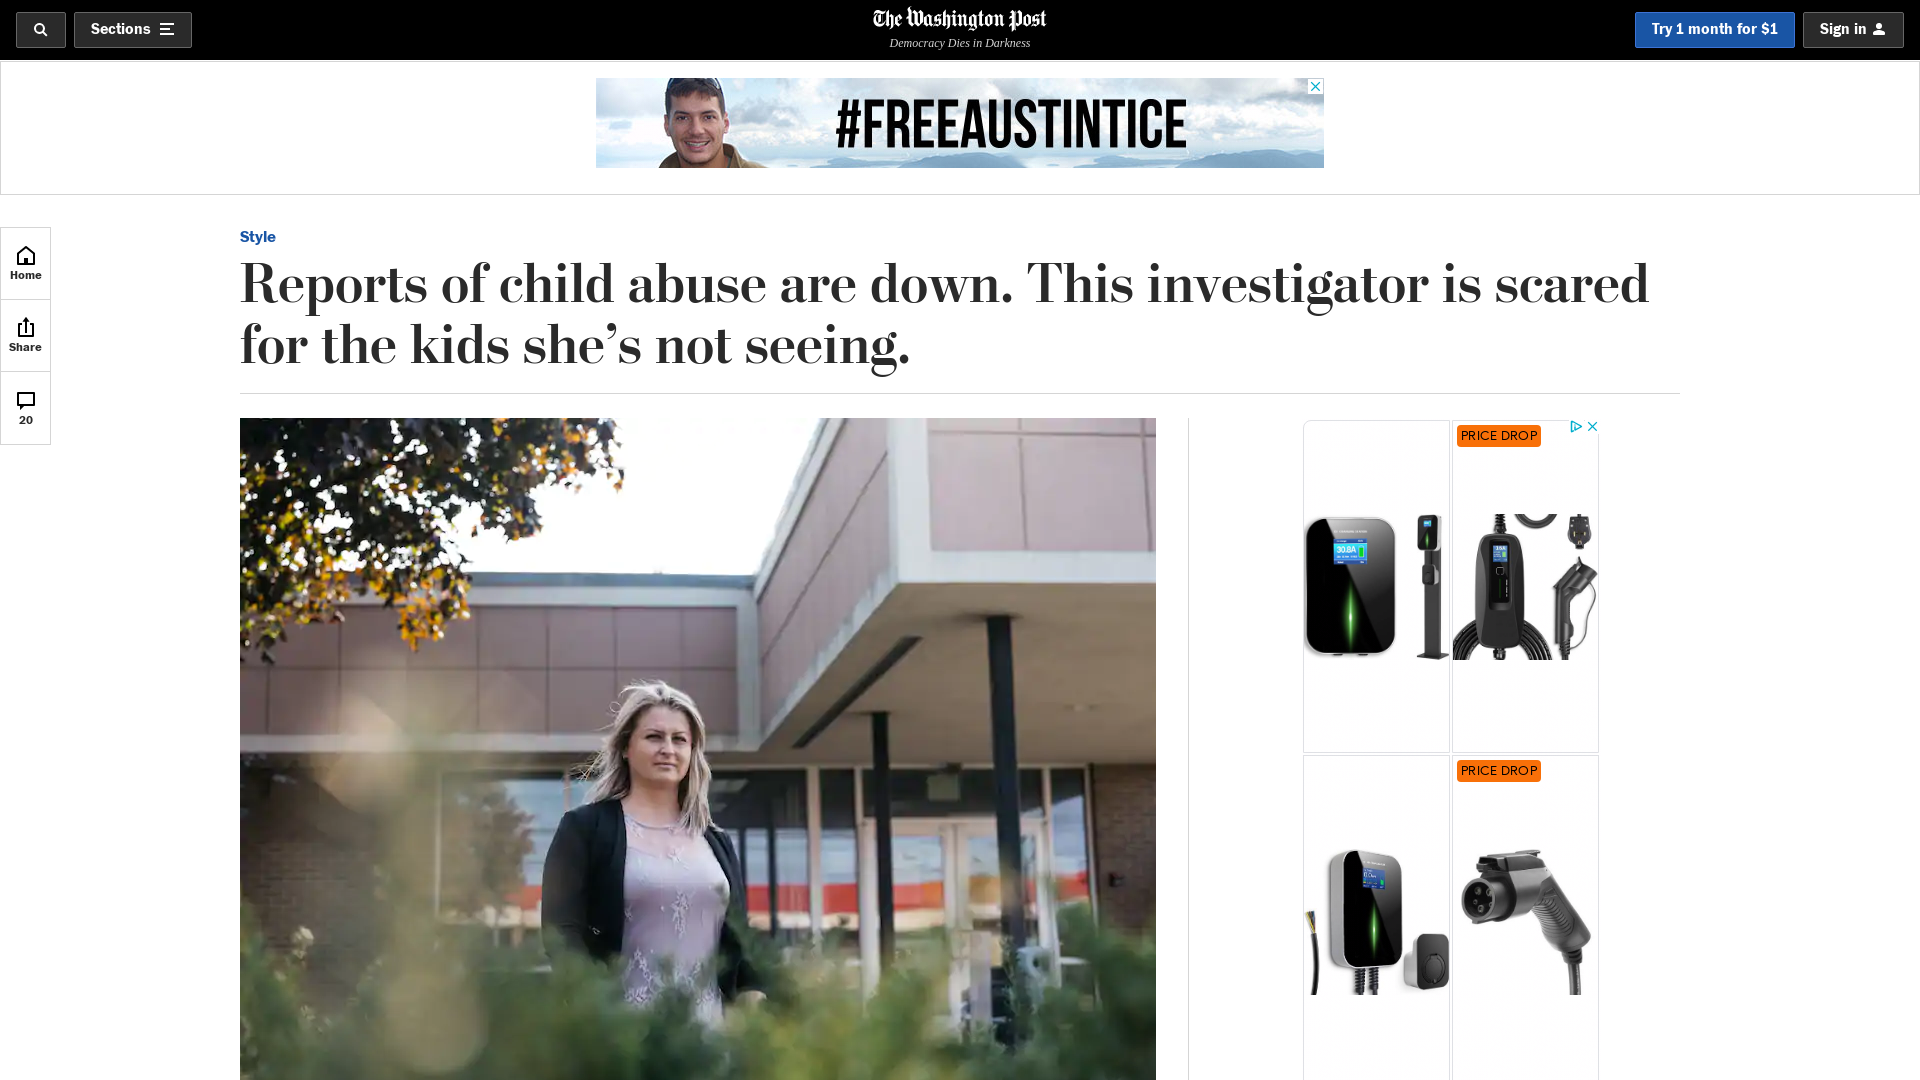 Sections
The Washington Post
Democracy Dies in Darkness
Try 1 month for $1
Sign in
#FREEAUSTINTICE
Home
Share
20
Style
Reports of child abuse are down. This investigator is scared
for the kids she’s not seeing.
PRICE DROP
30.8A
PRICE DROP